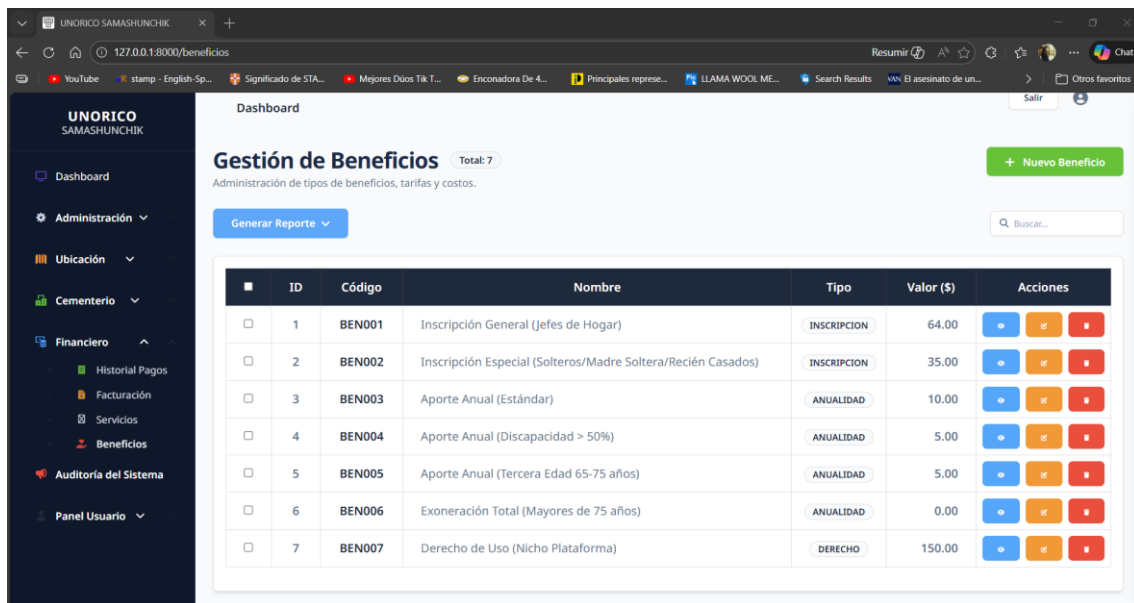 UNORICO SAMASHUNCHIK
127.0.0.1:8000/beneficios
Resumir
Chat
YouTube
stamp - English-Sp...
Significado de STA...
Mejores Dúos Tik T...
Enconadora De 4...
Principales represe...
LLAMA WOOL ME...
Search Results
El asesinato de un...
Otros favoritos
UNORICO
SAMASHUNCHIK
Dashboard
Administración
Ubicación
Cementerio
Financiero
Historial Pagos
Facturación
Servicios
Beneficios
Auditoría del Sistema
Panel Usuario
Dashboard
Salir
Gestión de Beneficios Total: 7
Administración de tipos de beneficios, tarifas y costos.
+ Nuevo Beneficio
Generar Reporte
Buscar...
ID Código Nombre Tipo Valor ($) Acciones
1 BEN001 Inscripción General (Jefes de Hogar) INSCRIPCION 64.00
2 BEN002 Inscripción Especial (Solteros/Madre Soltera/Recién Casados) INSCRIPCION 35.00
3 BEN003 Aporte Anual (Estándar) ANUALIDAD 10.00
4 BEN004 Aporte Anual (Discapacidad > 50%) ANUALIDAD 5.00
5 BEN005 Aporte Anual (Tercera Edad 65-75 años) ANUALIDAD 5.00
6 BEN006 Exoneración Total (Mayores de 75 años) ANUALIDAD 0.00
7 BEN007 Derecho de Uso (Nicho Plataforma) DERECHO 150.00